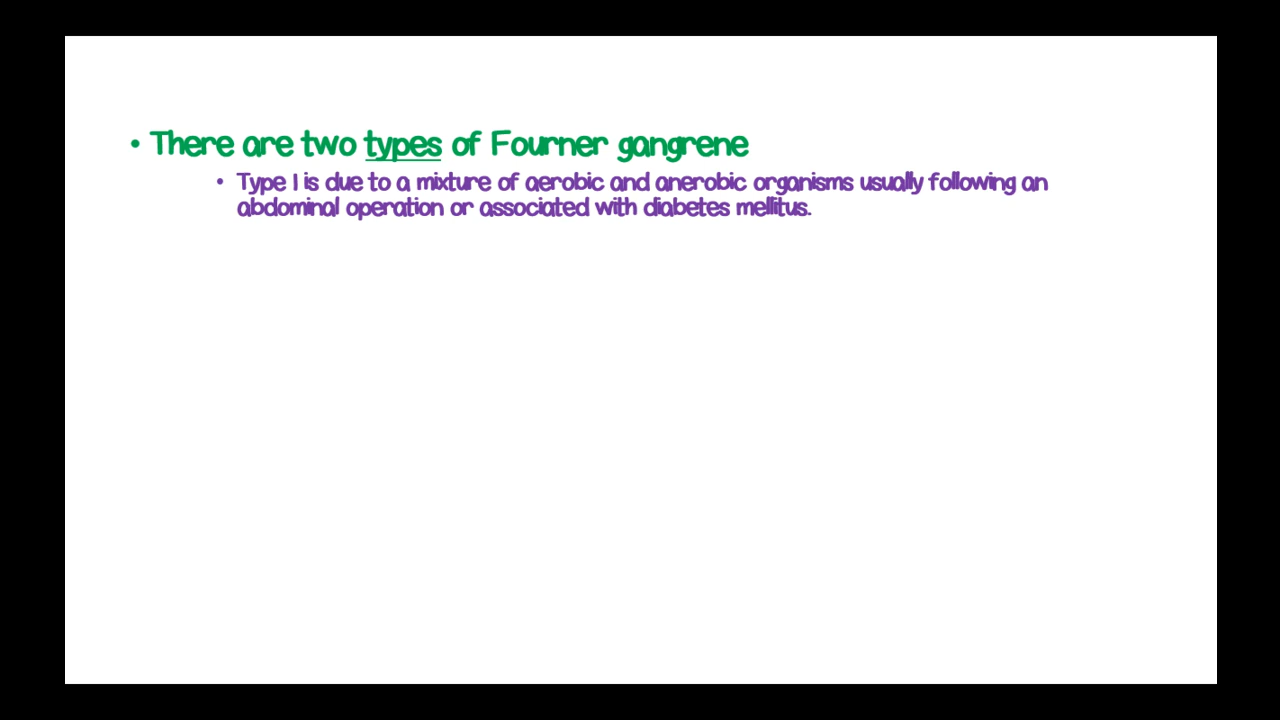 • There are two types of Fourner gangrene
• Type I is due to a mixture of aerobic and anerobic organisms usually following an
abdominal operation or associated with diabetes mellitus.